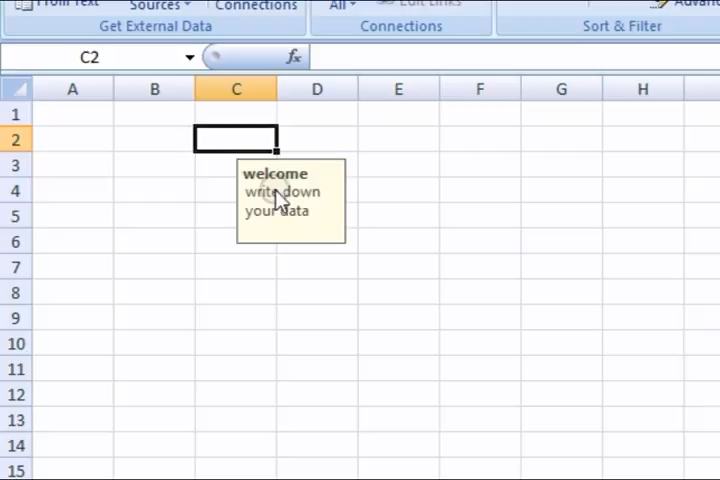 From Text
Sources
Connections
All
Edit Links
Advanced
Get External Data
Connections
Sort & Filter
C2
fx
A B C D E F G H
1
2
3
4
5
6
7
8
9
10
11
12
13
14
15
welcome
write down
your data